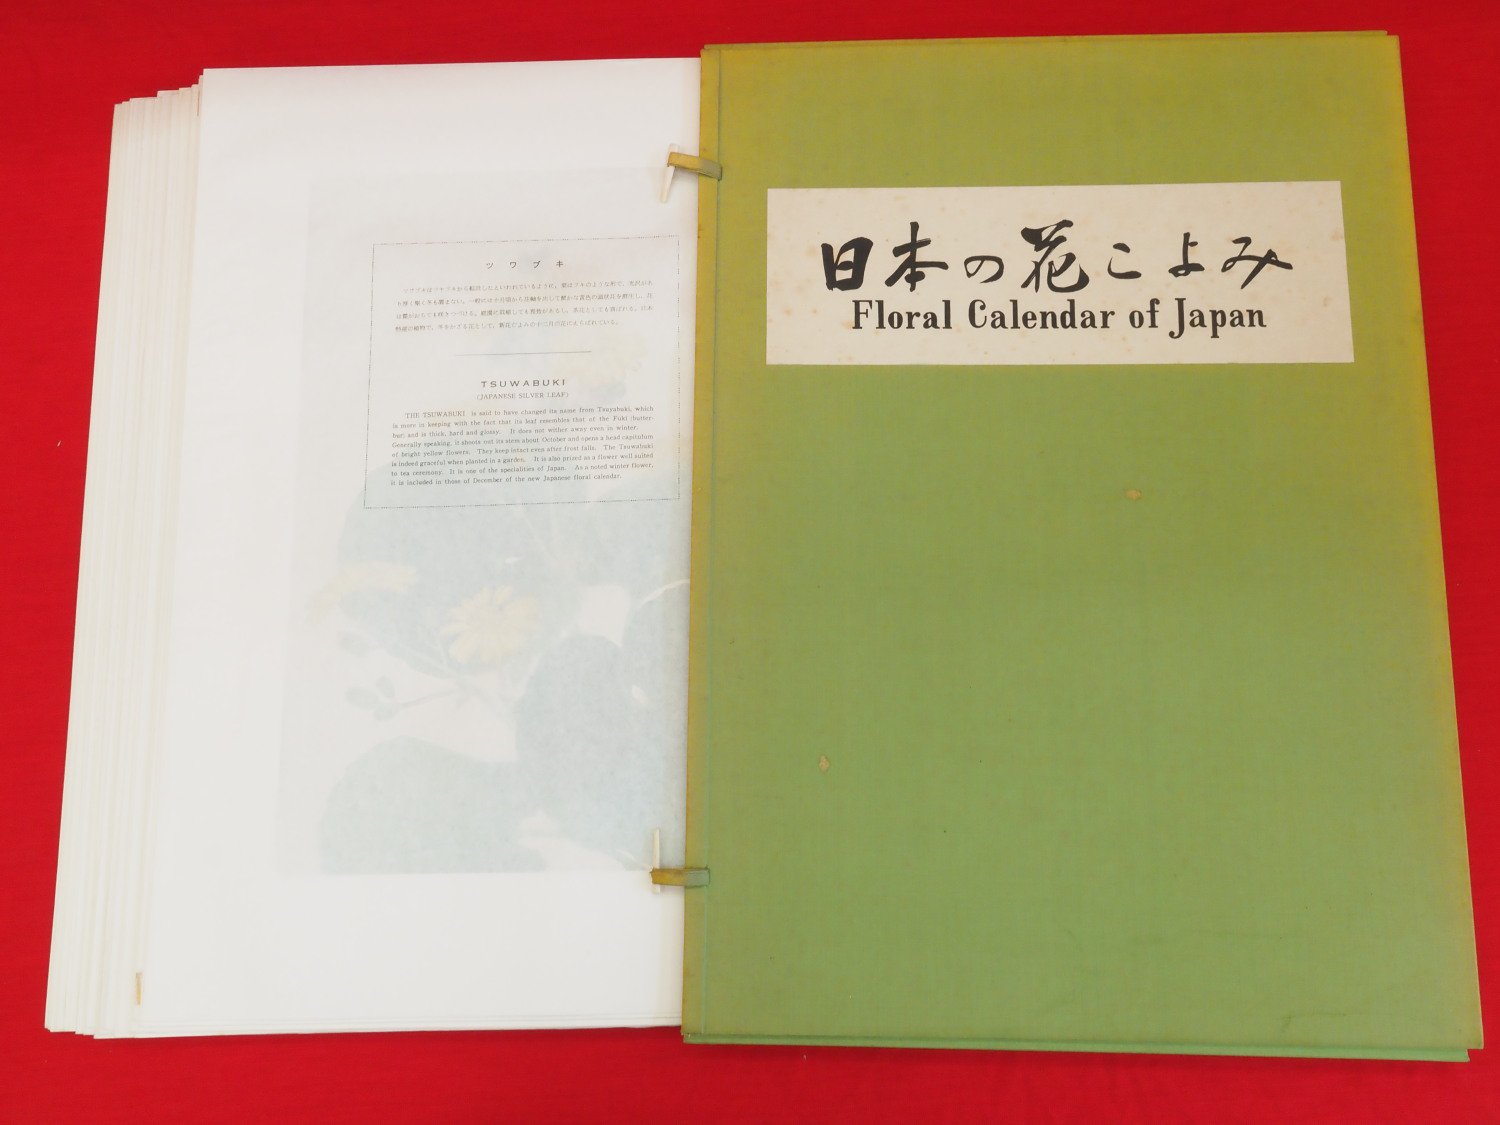 ツワブキ
TSUWABUKI
(JAPANESE SILVER LEAF)
THE TSUWABUKI is said to have changed its name from Tsuyabuki, which
is more in keeping with the fact that its leaf resembles that of the Fuki (butter-
bur) and is thick, hard and glossy. It does not wither away even in winter.
Generally speaking, it shoots out its stem about October and opens a head capitulum
of bright yellow flowers. They keep intact even after frost falls. The Tsuwabuki
is indeed graceful when planted in a garden. It is also prized as a flower well suited
to tea ceremony. It is one of the specialities of Japan. As a noted winter flower,
it is included in those of December of the new Japanese floral calendar.
日本の花こよみ
Floral Calendar of Japan